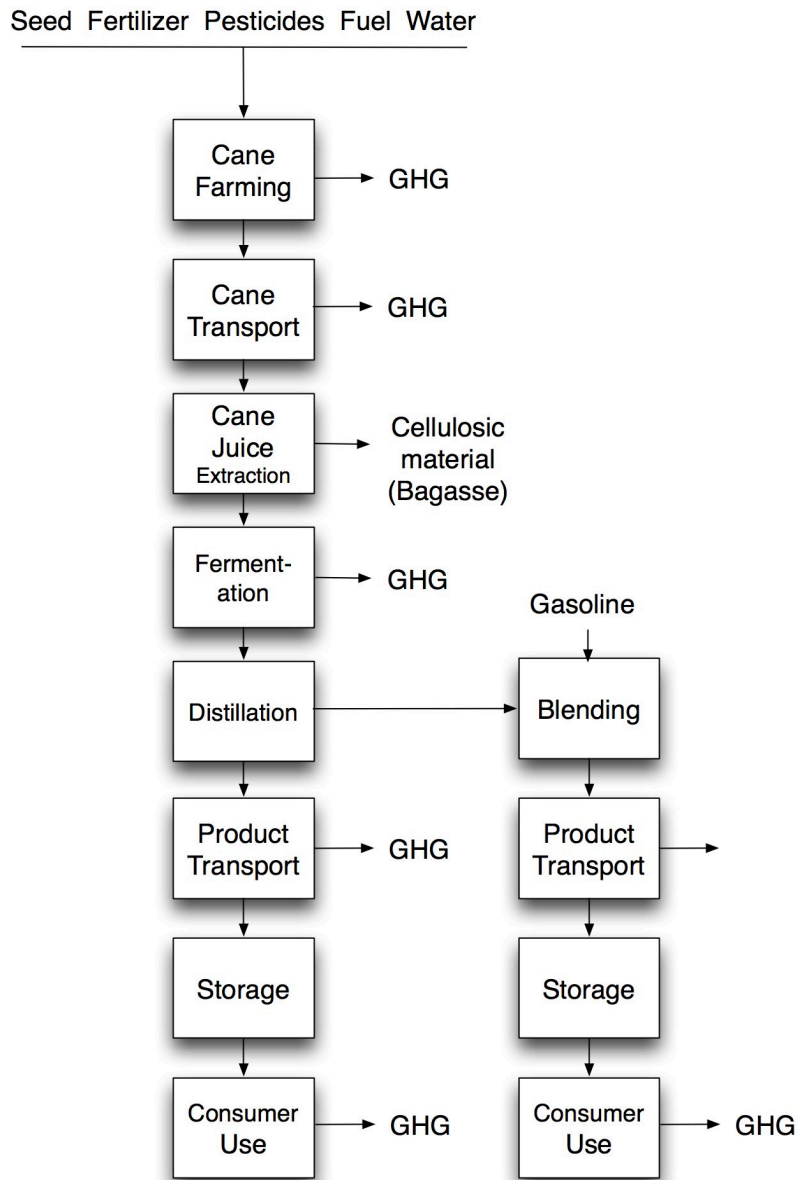 Seed Fertilizer Pesticides Fuel Water
Cane
Farming
GHG
Cane
Transport
GHG
Cane
Juice
Extraction
Cellulosic
material
(Bagasse)
Ferment-
ation
GHG
Gasoline
Distillation
Blending
Product
Transport
GHG
Product
Transport
Storage
Storage
Consumer
Use
GHG
Consumer
Use
GHG